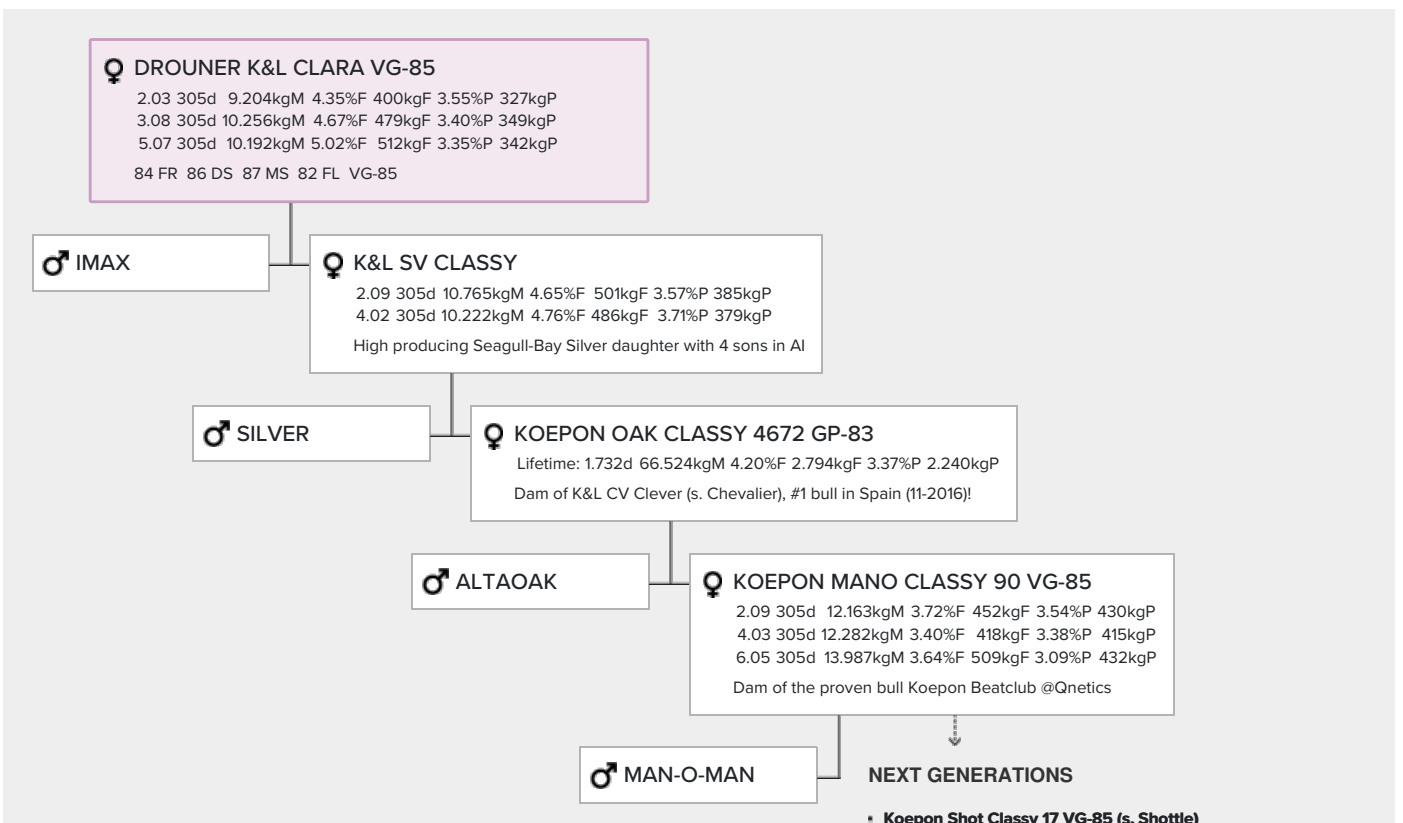 DROUNER K&L CLARA VG-85
2.03 305d 9.204kgM 4.35%F 400kgF 3.55%P 327kgP
3.08 305d 10.256kgM 4.67%F 479kgF 3.40%P 349kgP
5.07 305d 10.192kgM 5.02%F 512kgF 3.35%P 342kgP
84 FR 86 DS 87 MS 82 FL VG-85
IMAX
K&L SV CLASSY
2.09 305d 10.765kgM 4.65%F 501kgF 3.57%P 385kgP
4.02 305d 10.222kgM 4.76%F 486kgF 3.71%P 379kgP
High producing Seagull-Bay Silver daughter with 4 sons in AI
SILVER
KOEPON OAK CLASSY 4672 GP-83
Lifetime: 1.732d 66.524kgM 4.20%F 2.794kgF 3.37%P 2.240kgP
Dam of K&L CV Clever (s. Chevalier), #1 bull in Spain (11-2016)!
ALTAOAK
KOEPON MANO CLASSY 90 VG-85
2.09 305d 12.163kgM 3.72%F 452kgF 3.54%P 430kgP
4.03 305d 12.282kgM 3.40%F 418kgF 3.38%P 415kgP
6.05 305d 13.987kgM 3.64%F 509kgF 3.09%P 432kgP
Dam of the proven bull Koepon Beatclub @Qnetics
MAN-O-MAN
NEXT GENERATIONS
▪ Koepon Shot Classy 17 VG-85 (s. Shottle)